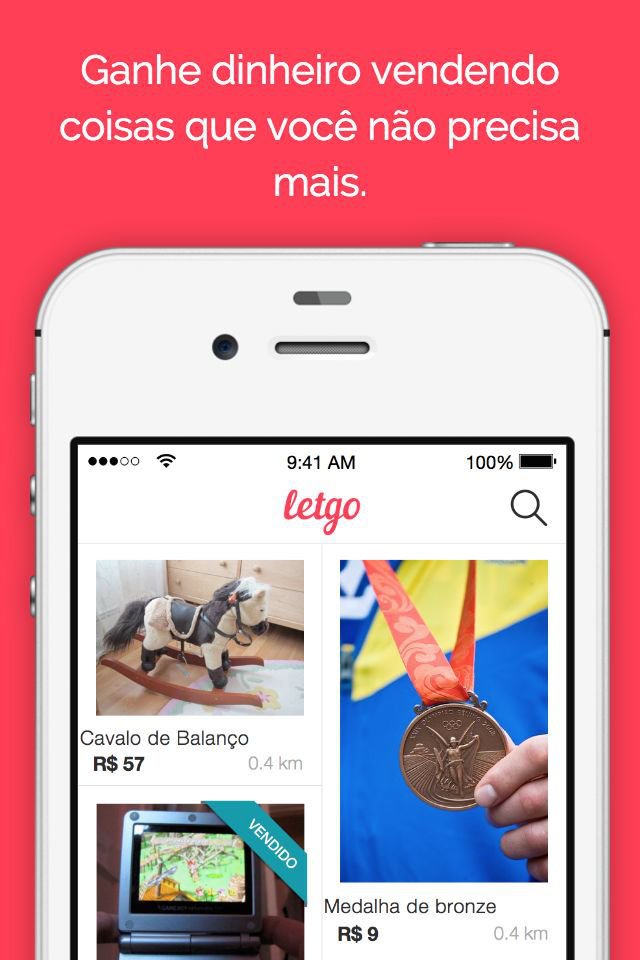 Ganhe dinheiro vendendo
coisas que você não precisa
mais.
9:41 AM
100%
letgo
Cavalo de Balanço
R$ 57
0.4 km
VENDIDO
Medalha de bronze
R$ 9
0.4 km